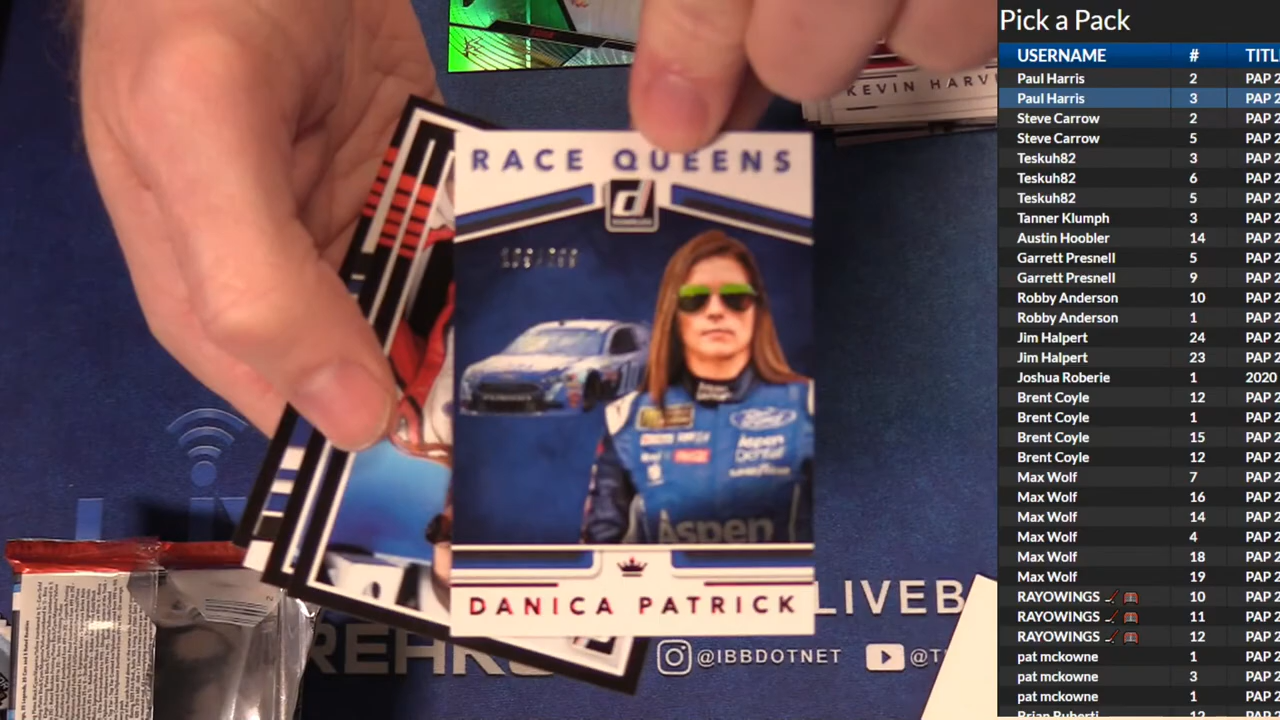 KEVIN HARVI
RACE QUEENS
d
Ford
Aspen
Dental
GOODYEAR
Aspen
DANICA PATRICK
LIVEB
REAKS
@IBBDOTNET
@T
Pick a Pack
USERNAME # TITL
Paul Harris 2 PAP 2
Paul Harris 3 PAP 2
Steve Carrow 2 PAP 2
Steve Carrow 5 PAP 2
Teskuh82 3 PAP 2
Teskuh82 6 PAP 2
Teskuh82 5 PAP 2
Tanner Klumph 3 PAP 2
Austin Hoobler 14 PAP 2
Garrett Presnell 5 PAP 2
Garrett Presnell 9 PAP 2
Robby Anderson 10 PAP 2
Robby Anderson 1 PAP 2
Jim Halpert 24 PAP 2
Jim Halpert 23 PAP 2
Joshua Roberie 1 2020
Brent Coyle 12 PAP 2
Brent Coyle 1 PAP 2
Brent Coyle 15 PAP 2
Brent Coyle 12 PAP 2
Max Wolf 7 PAP 2
Max Wolf 16 PAP 2
Max Wolf 14 PAP 2
Max Wolf 4 PAP 2
Max Wolf 18 PAP 2
Max Wolf 19 PAP 2
RAYOWINGS 10 PAP 2
RAYOWINGS 11 PAP 2
RAYOWINGS 12 PAP 2
pat mckowne 1 PAP 2
pat mckowne 3 PAP 2
pat mckowne 1 PAP 2